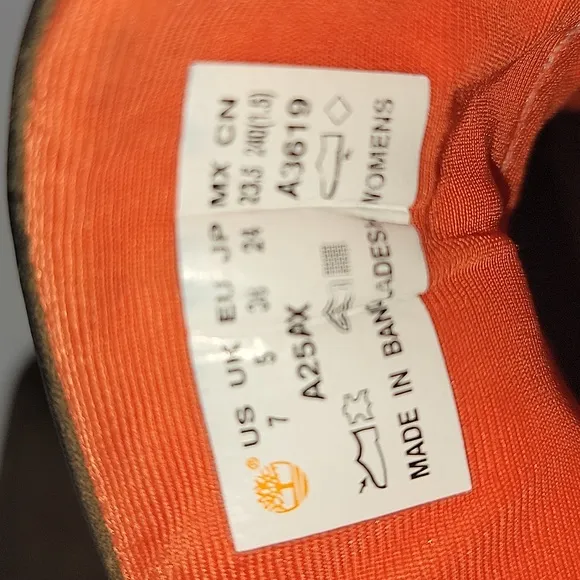 US UK EU JP MX CN
7 5 38 24 23.5 240(1.5)
A25AX A3619
MADE IN BANGLADESH WOMENS